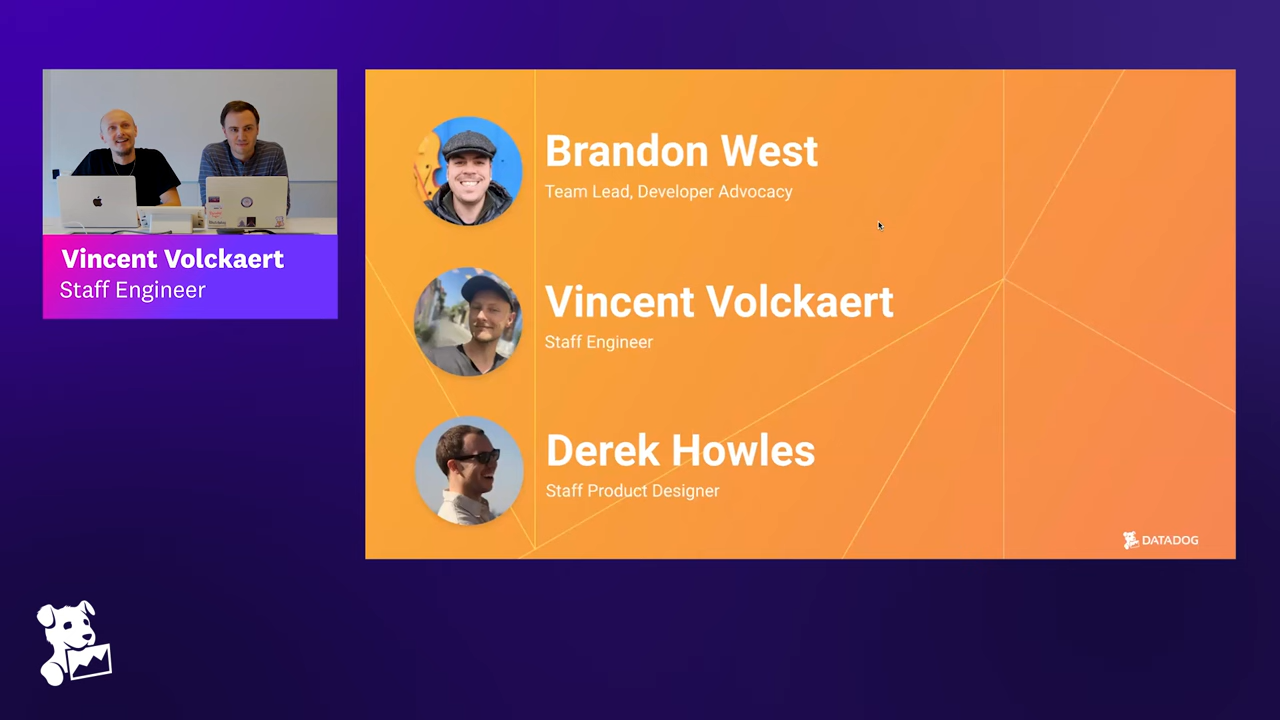 Vincent Volckaert
Staff Engineer
Brandon West
Team Lead, Developer Advocacy
Vincent Volckaert
Staff Engineer
Derek Howles
Staff Product Designer
DATADOG